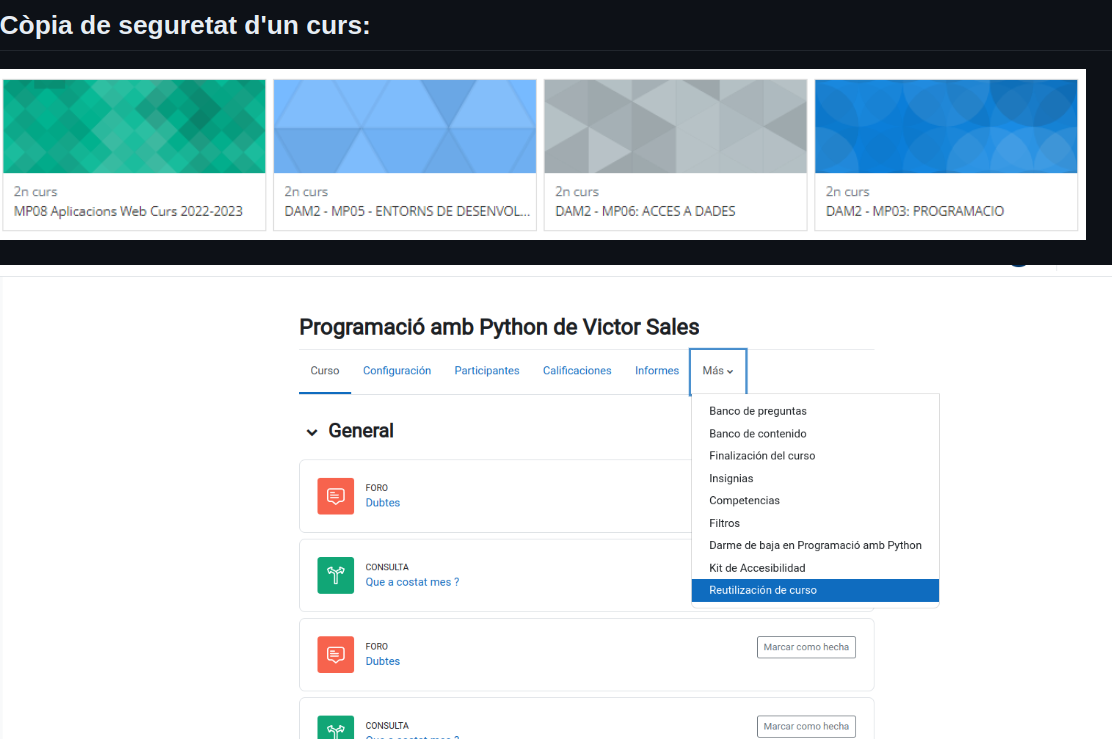 Còpia de seguretat d'un curs:
2n curs
MP08 Aplicacions Web Curs 2022-2023
2n curs
DAM2 - MP05 - ENTORNS DE DESENVOL...
2n curs
DAM2 - MP06: ACCES A DADES
2n curs
DAM2 - MP03: PROGRAMACIO
Programació amb Python de Victor Sales
Curso
Configuración
Participantes
Calificaciones
Informes
Más
Banco de preguntas
Banco de contenido
Finalización del curso
Insignias
Competencias
Filtros
Darme de baja en Programació amb Python
Kit de Accesibilidad
Reutilización de curso
General
FORO
Dubtes
CONSULTA
Que a costat mes ?
FORO
Dubtes
Marcar como hecha
CONSULTA
Marcar como hecha
Que a costat mes ?